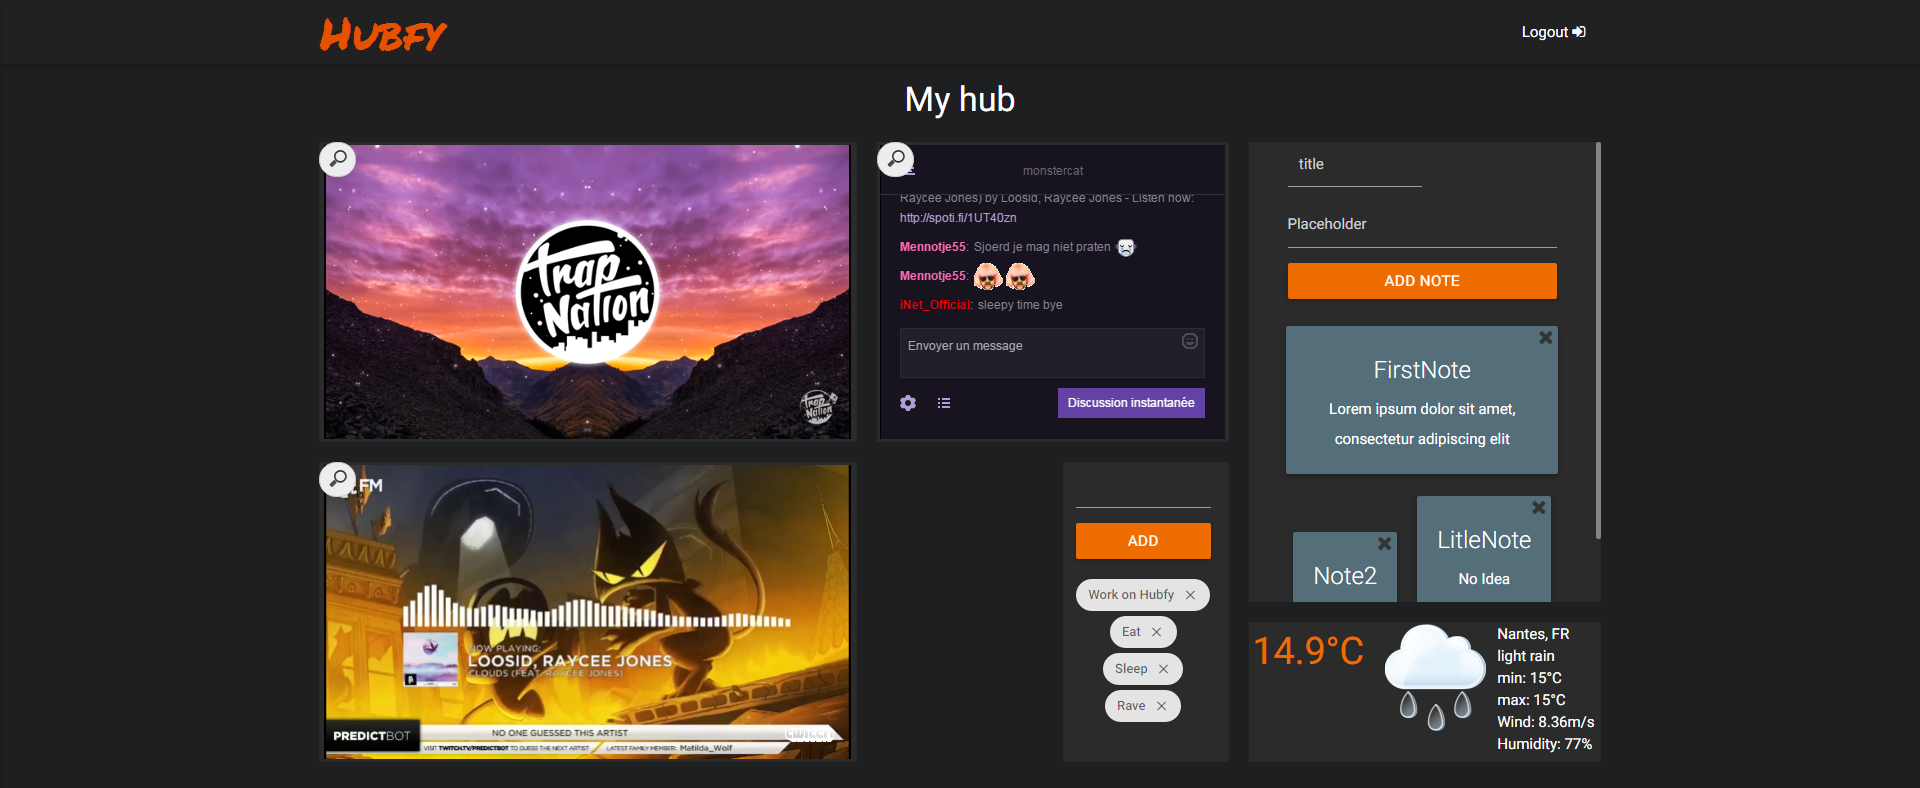 Hubfy
Logout
My hub
Trap
Nation
Trap
Nation
monstercat
Raycee Jones) by Loosid, Raycee Jones - Listen now:
http://spoti.fi/1UT40zn
Mennotje55: Sjoerd je mag niet praten
Mennotje55:
iNet_Official: sleepy time bye
Envoyer un message
Discussion instantanée
title
Placeholder
ADD NOTE
FirstNote
Lorem ipsum dolor sit amet,
consectetur adipiscing elit
Note2
LitleNote
No Idea
FM
NOW PLAYING:
LOOSID, RAYCEE JONES
CLOUDS (FEAT. RAYCEE JONES)
PREDICTBOT
NO ONE GUESSED THIS ARTIST
VISIT TWITCH.TV/PREDICTBOT TO GUESS THE NEXT ARTIST
LATEST FAMILY MEMBER: Matilda_Wolf
twitch
ADD
Work on Hubfy
Eat
Sleep
Rave
14.9°C
Nantes, FR
light rain
min: 15°C
max: 15°C
Wind: 8.36m/s
Humidity: 77%